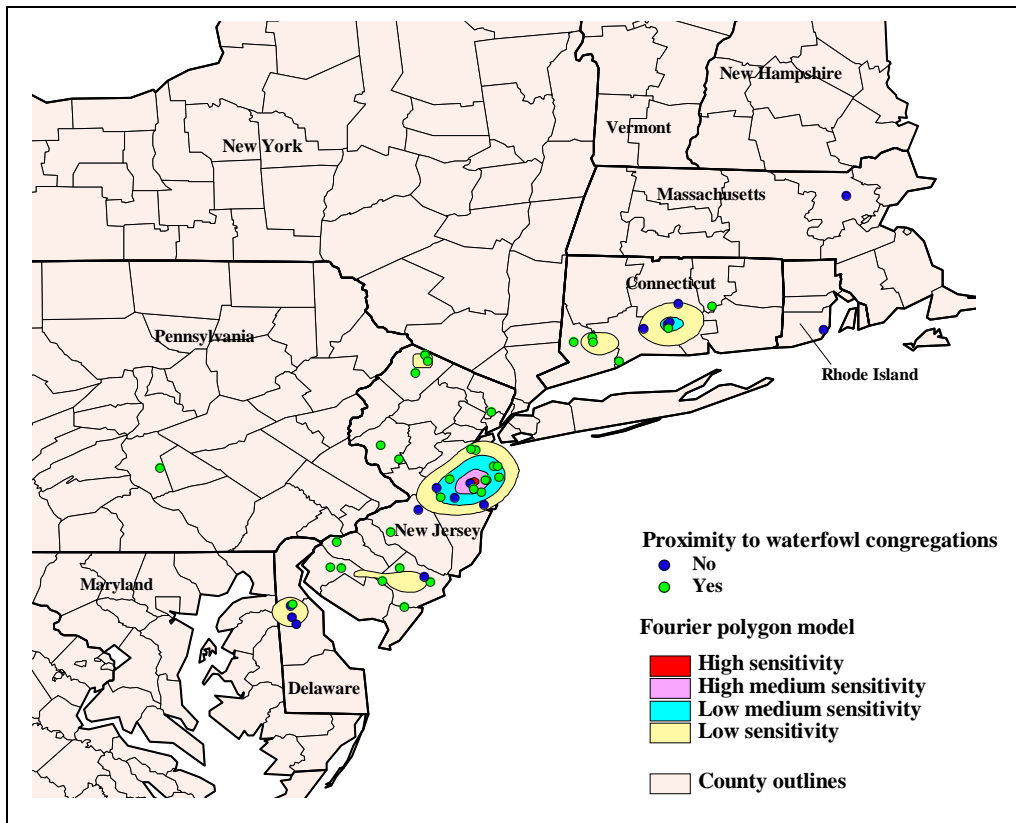 New Hampshire
Vermont
New York
Massachusetts
Connecticut
Pennsylvania
Rhode Island
New Jersey
Maryland
Delaware
Proximity to waterfowl congregations
No
Yes
Fourier polygon model
High sensitivity
High medium sensitivity
Low medium sensitivity
Low sensitivity
County outlines